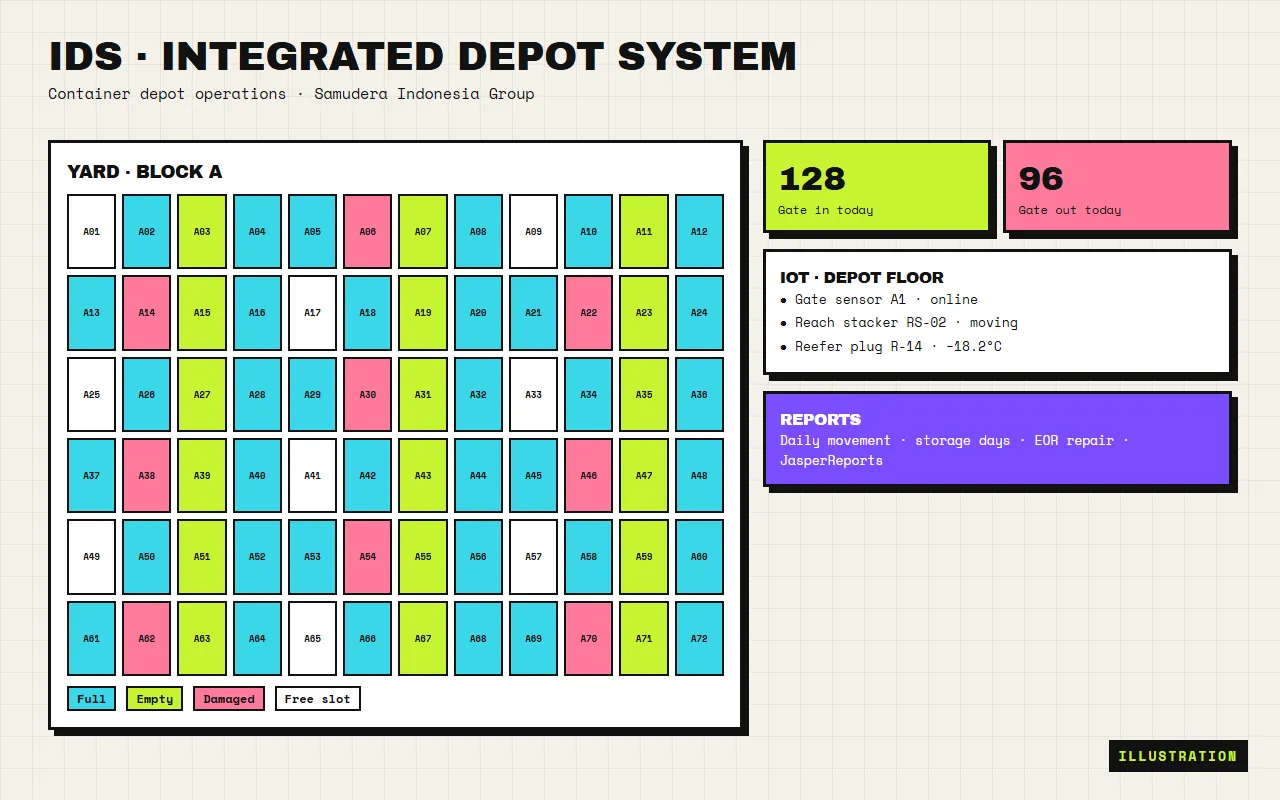 IDS · INTEGRATED DEPOT SYSTEM
Container depot operations · Samudera Indonesia Group
YARD · BLOCK A
A01 A02 A03 A04 A05 A06 A07 A08 A09 A10 A11 A12
A13 A14 A15 A16 A17 A18 A19 A20 A21 A22 A23 A24
A25 A26 A27 A28 A29 A30 A31 A32 A33 A34 A35 A36
A37 A38 A39 A40 A41 A42 A43 A44 A45 A46 A47 A48
A49 A50 A51 A52 A53 A54 A55 A56 A57 A58 A59 A60
A61 A62 A63 A64 A65 A66 A67 A68 A69 A70 A71 A72
Full Empty Damaged Free slot
128
Gate in today
96
Gate out today
IOT · DEPOT FLOOR
● Gate sensor A1 · online
● Reach stacker RS-02 · moving
● Reefer plug R-14 · −18.2°C
REPORTS
Daily movement · storage days · EOR repair ·
JasperReports
ILLUSTRATION